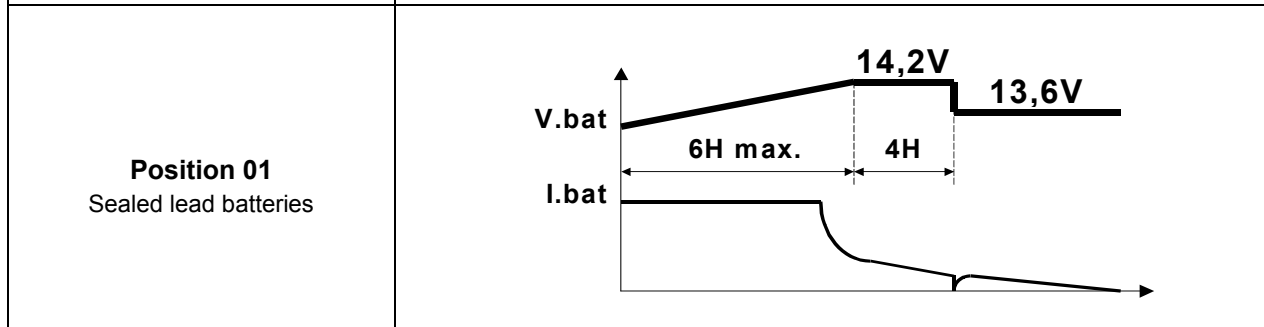 Position 01
Sealed lead batteries
14,2V
13,6V
V.bat
6H max.
4H
I.bat